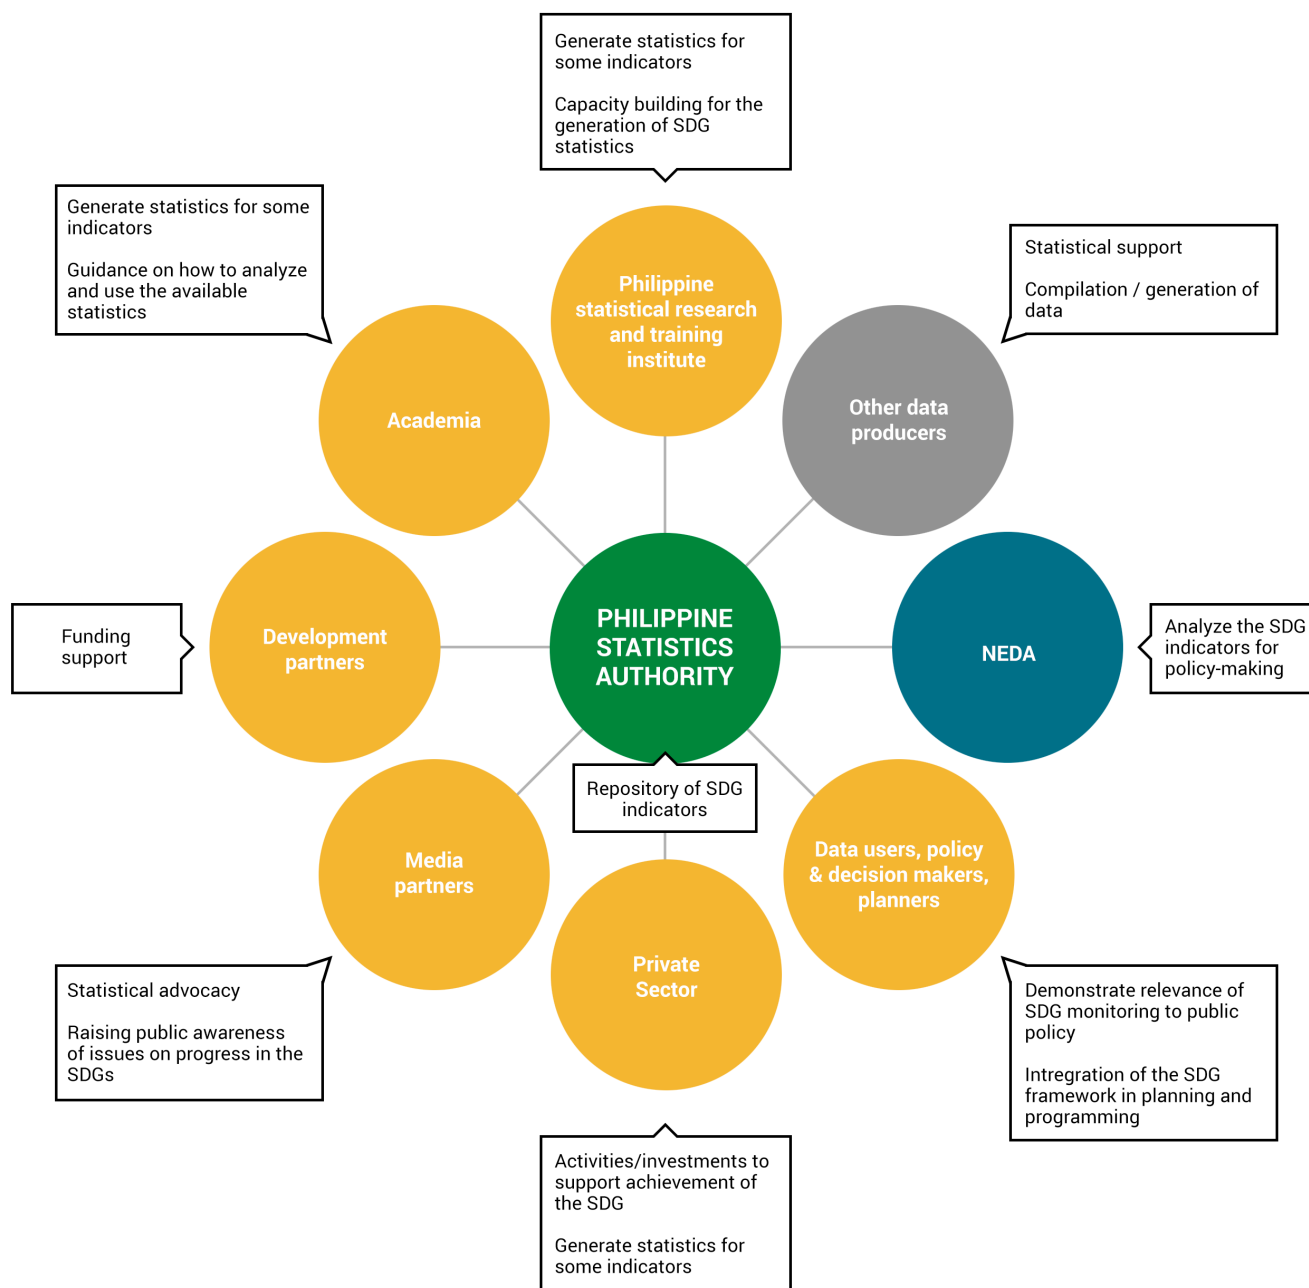 Generate statistics for
some indicators
Capacity building for the
generation of SDG
statistics
Generate statistics for some
indicators
Guidance on how to analyze
and use the available
statistics
Statistical support
Compilation / generation of
data
Philippine
statistical research
and training
institute
Academia
Other data
producers
Funding
support
Development
partners
PHILIPPINE
STATISTICS
AUTHORITY
NEDA
Analyze the SDG
indicators for
policy-making
Repository of SDG
indicators
Media
partners
Data users, policy
& decision makers,
planners
Private
Sector
Statistical advocacy
Raising public awareness
of issues on progress in the
SDGs
Demonstrate relevance of
SDG monitoring to public
policy
Intregration of the SDG
framework in planning and
programming
Activities/investments to
support achievement of
the SDG
Generate statistics for
some indicators